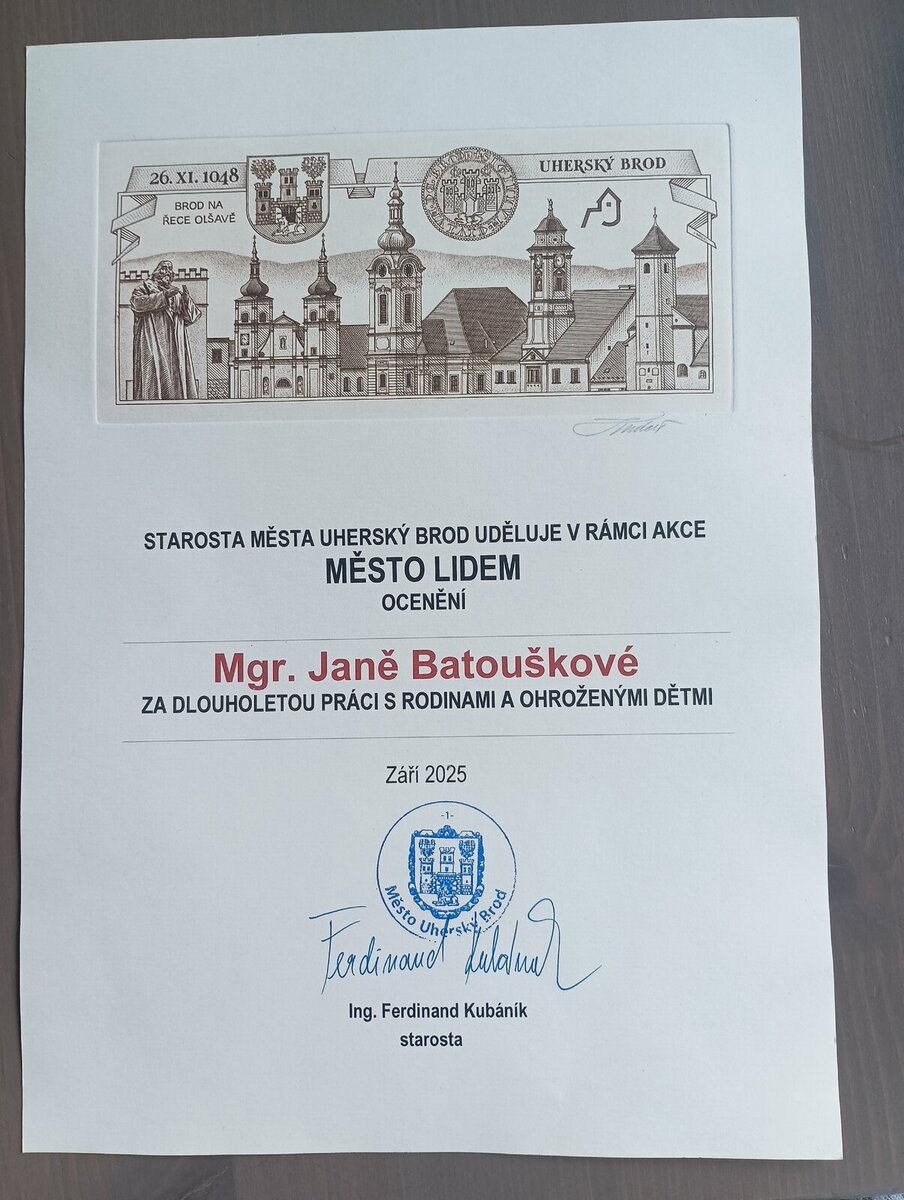 26. XI. 1048
UHERSKÝ BROD
BROD NA
ŘECE OLŠAVĚ
STAROSTA MĚSTA UHERSKÝ BROD UDĚLUJE V RÁMCI AKCE
MĚSTO LIDEM
OCENĚNÍ
Mgr. Janě Batouškové
ZA DLOUHOLETOU PRÁCI S RODINAMI A OHROŽENÝMI DĚTMI
Září 2025
-1-
Město Uherský Brod
Ferdinand Kubáník
Ing. Ferdinand Kubáník
starosta